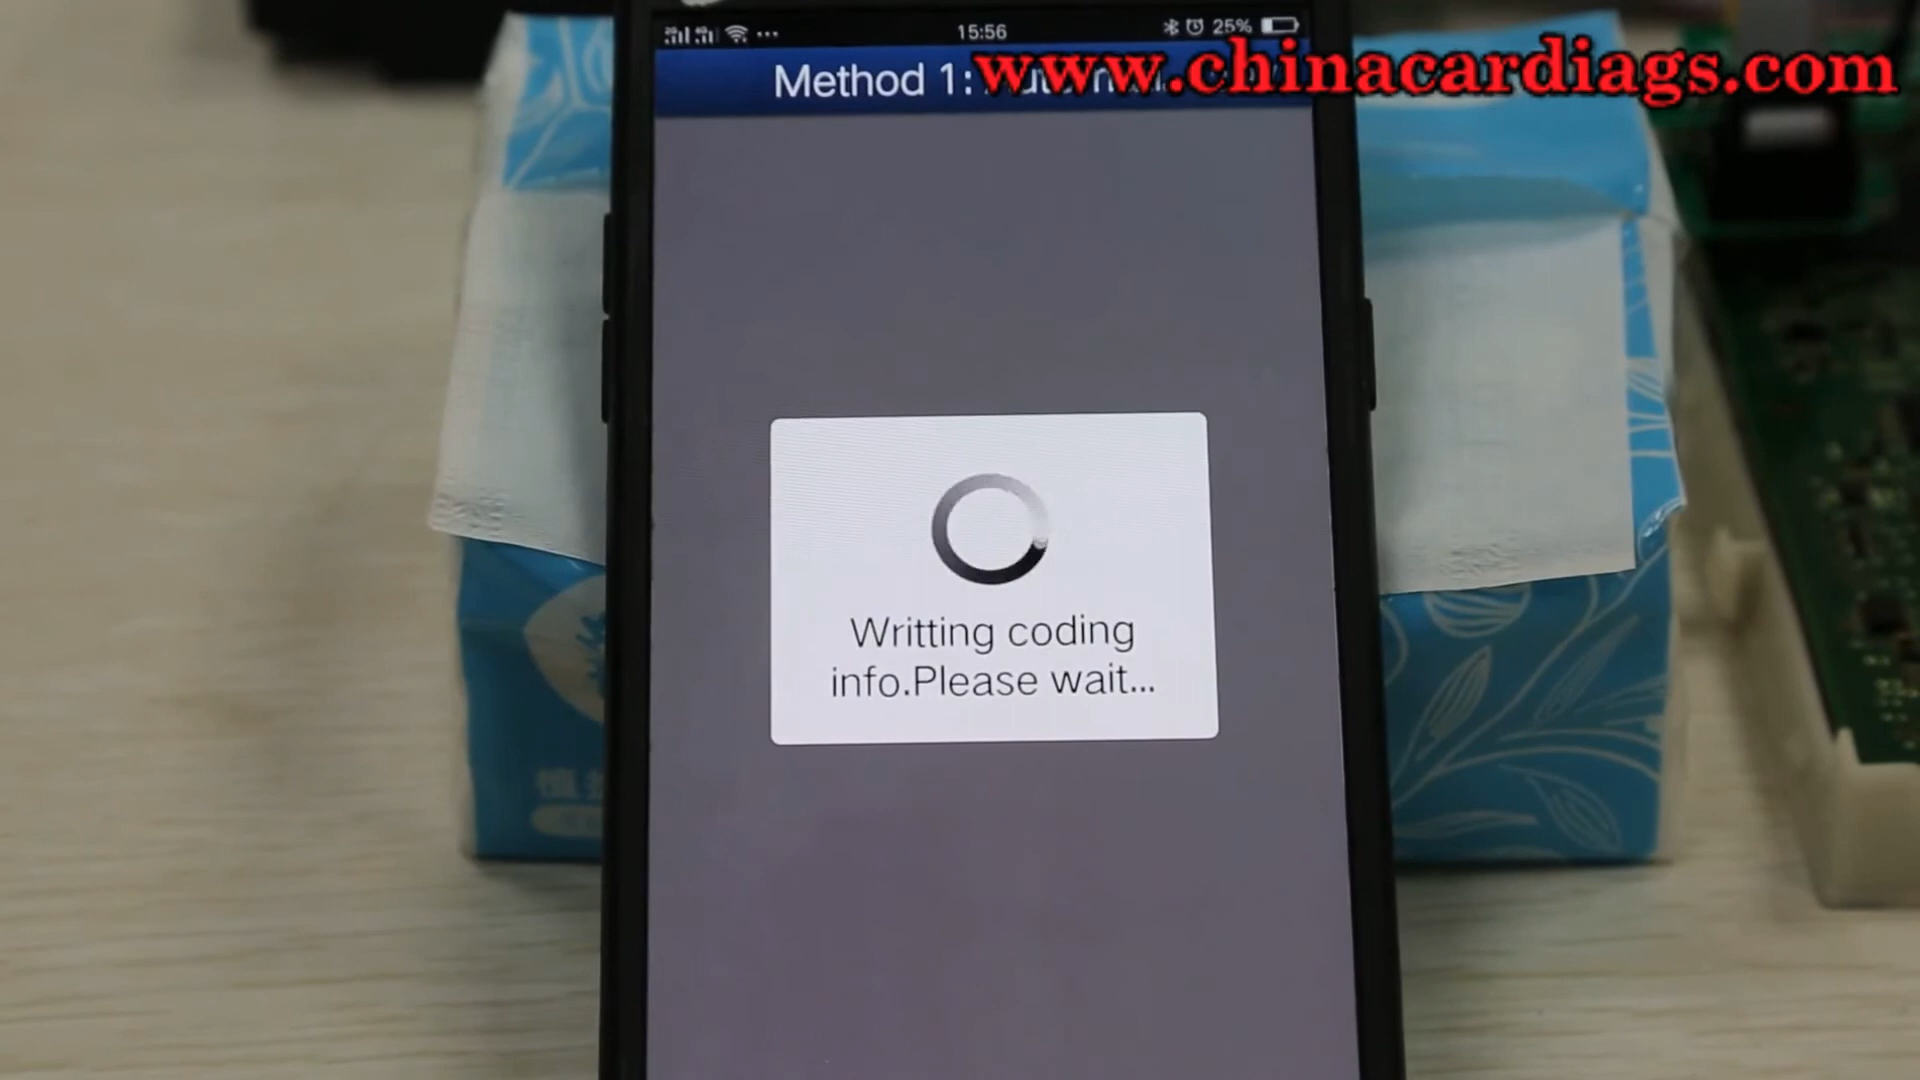 15:56
25%
www.chinacardiags.com
Method 1:
Writting coding
info.Please wait...